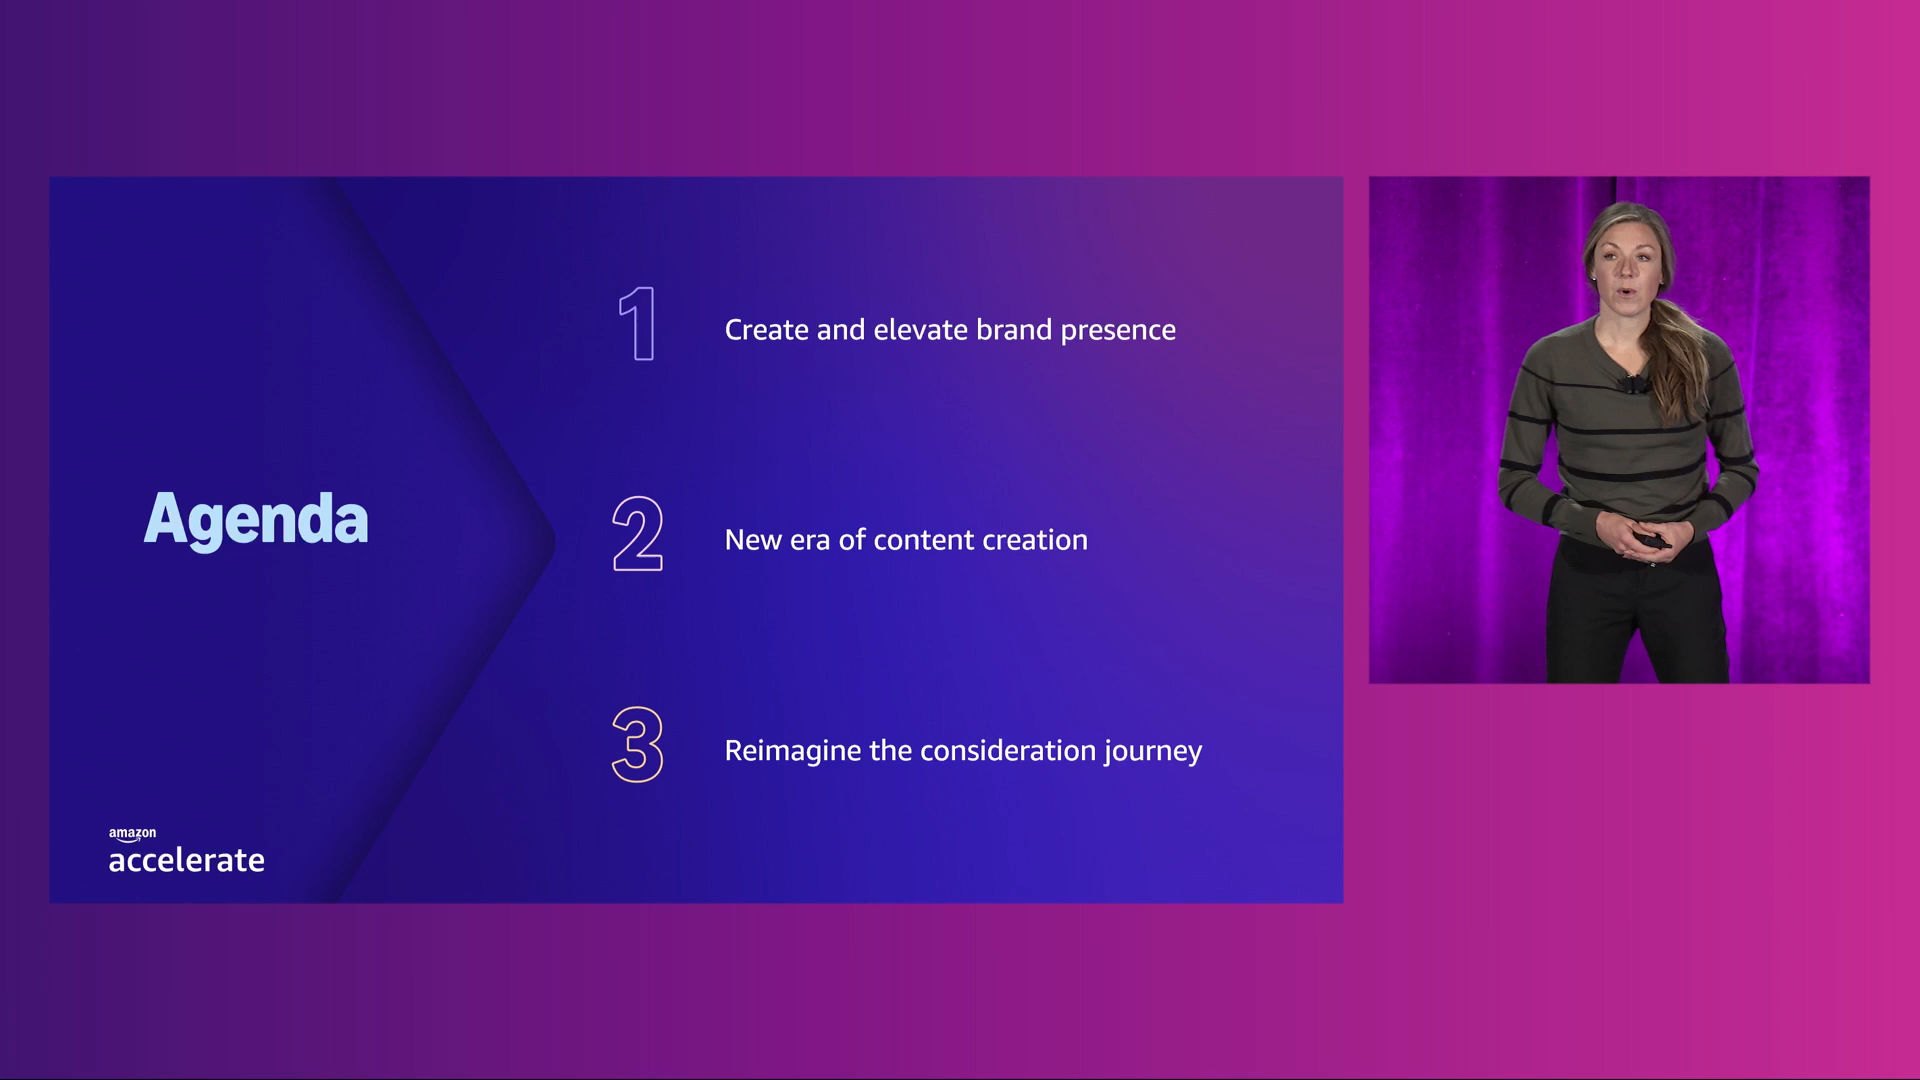 Agenda
1
Create and elevate brand presence
2
New era of content creation
3
Reimagine the consideration journey
amazon
accelerate